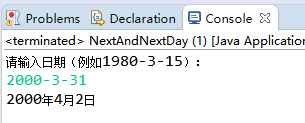 Problems Declaration Console
<terminated> NextAndNextDay (1) [Java Application
请输入日期（例如1980-3-15）：
2000-3-31
2000年4月2日